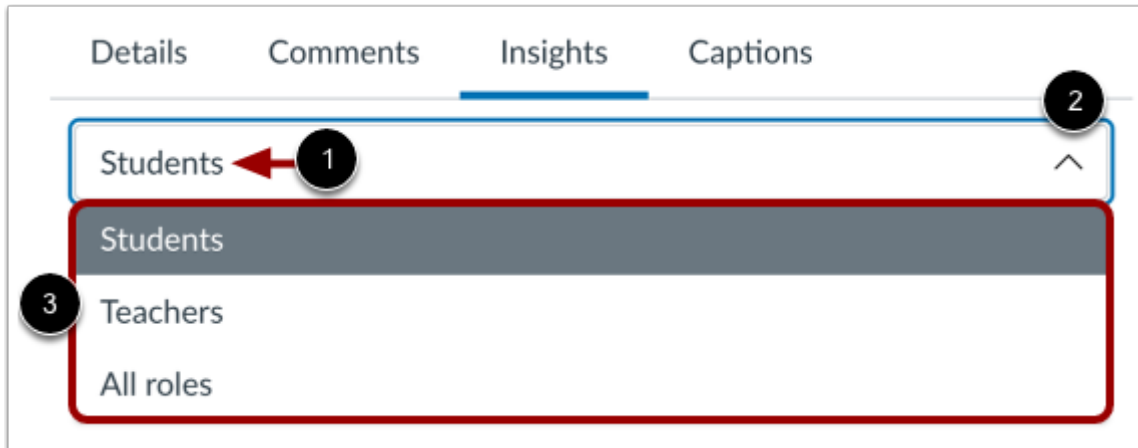 Details Comments Insights Captions
2
Students 1
Students
3 Teachers
All roles